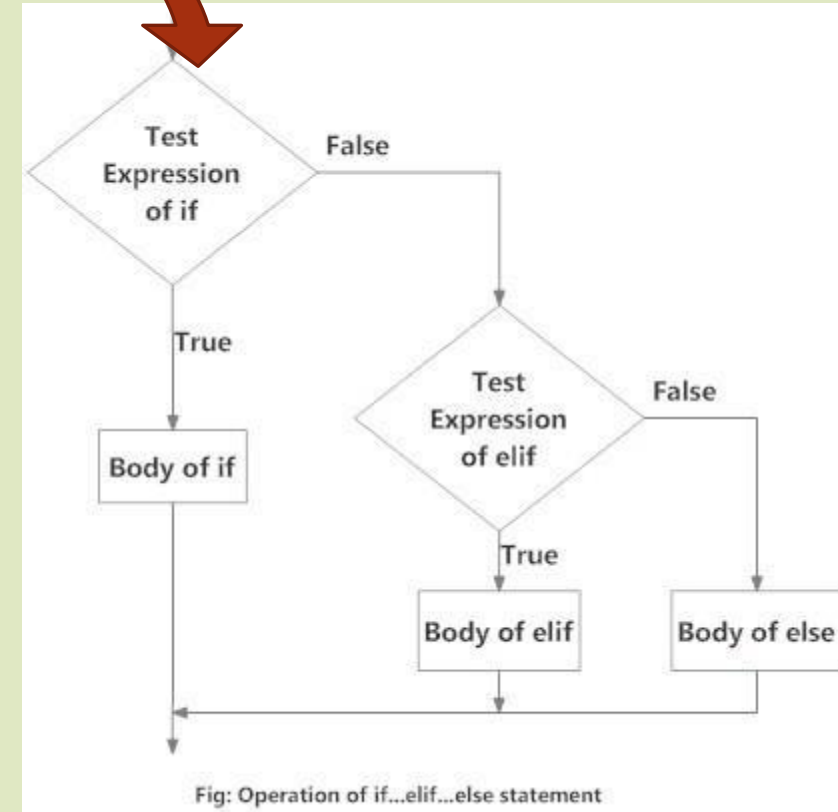 Test
Expression
of if
False
True
Body of if
Test
Expression
of elif
False
True
Body of elif
Body of else
Fig: Operation of if...elif...else statement